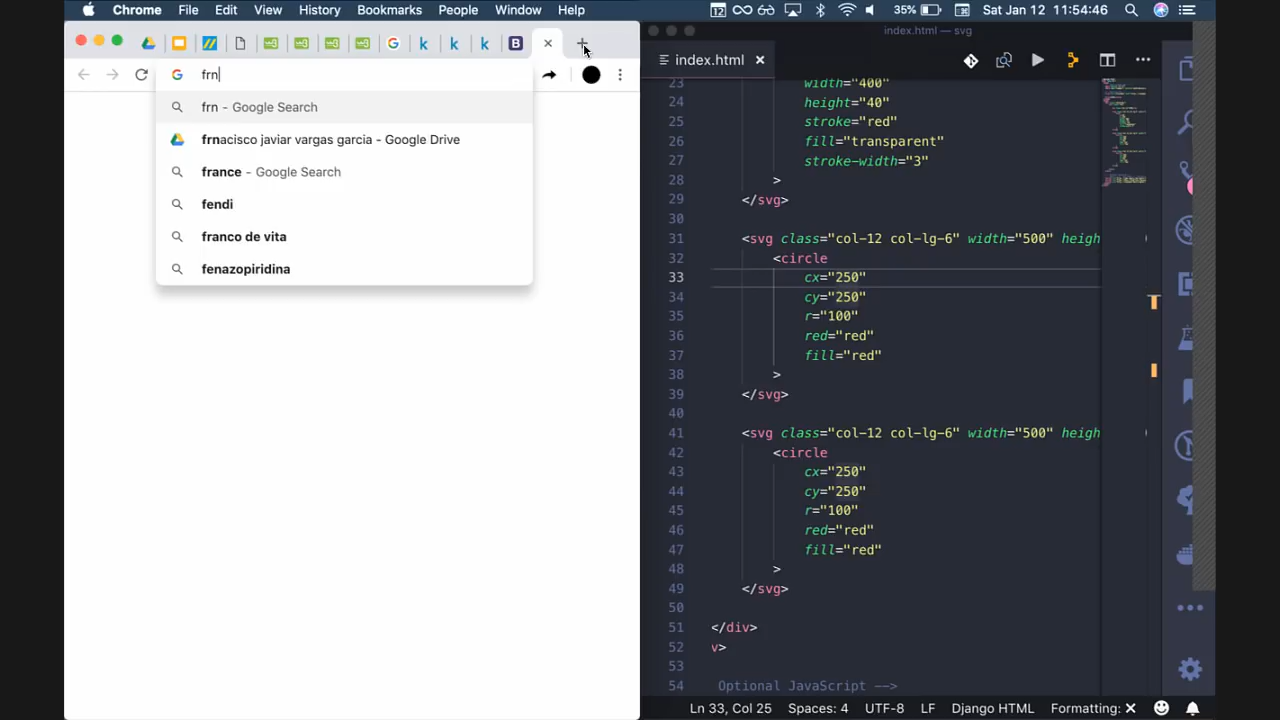 Chrome File Edit View History Bookmarks People Window Help
12 35% Sat Jan 12 11:54:46
index.html — svg
B
frn
index.html
frn - Google Search
frnacisco javiar vargas garcia - Google Drive
france - Google Search
fendi
franco de vita
fenazopiridina
23 width="400"
24 height="40"
25 stroke="red"
26 fill="transparent"
27 stroke-width="3"
28 >
29 </svg>
30
31 <svg class="col-12 col-lg-6" width="500" heigh
32 <circle
33 cx="250"
34 cy="250"
35 r="100"
36 red="red"
37 fill="red"
38 >
39 </svg>
40
41 <svg class="col-12 col-lg-6" width="500" heigh
42 <circle
43 cx="250"
44 cy="250"
45 r="100"
46 red="red"
47 fill="red"
48 >
49 </svg>
50
51 </div>
52 v>
53
54 Optional JavaScript -->
Ln 33, Col 25 Spaces: 4 UTF-8 LF Django HTML Formatting: ✕